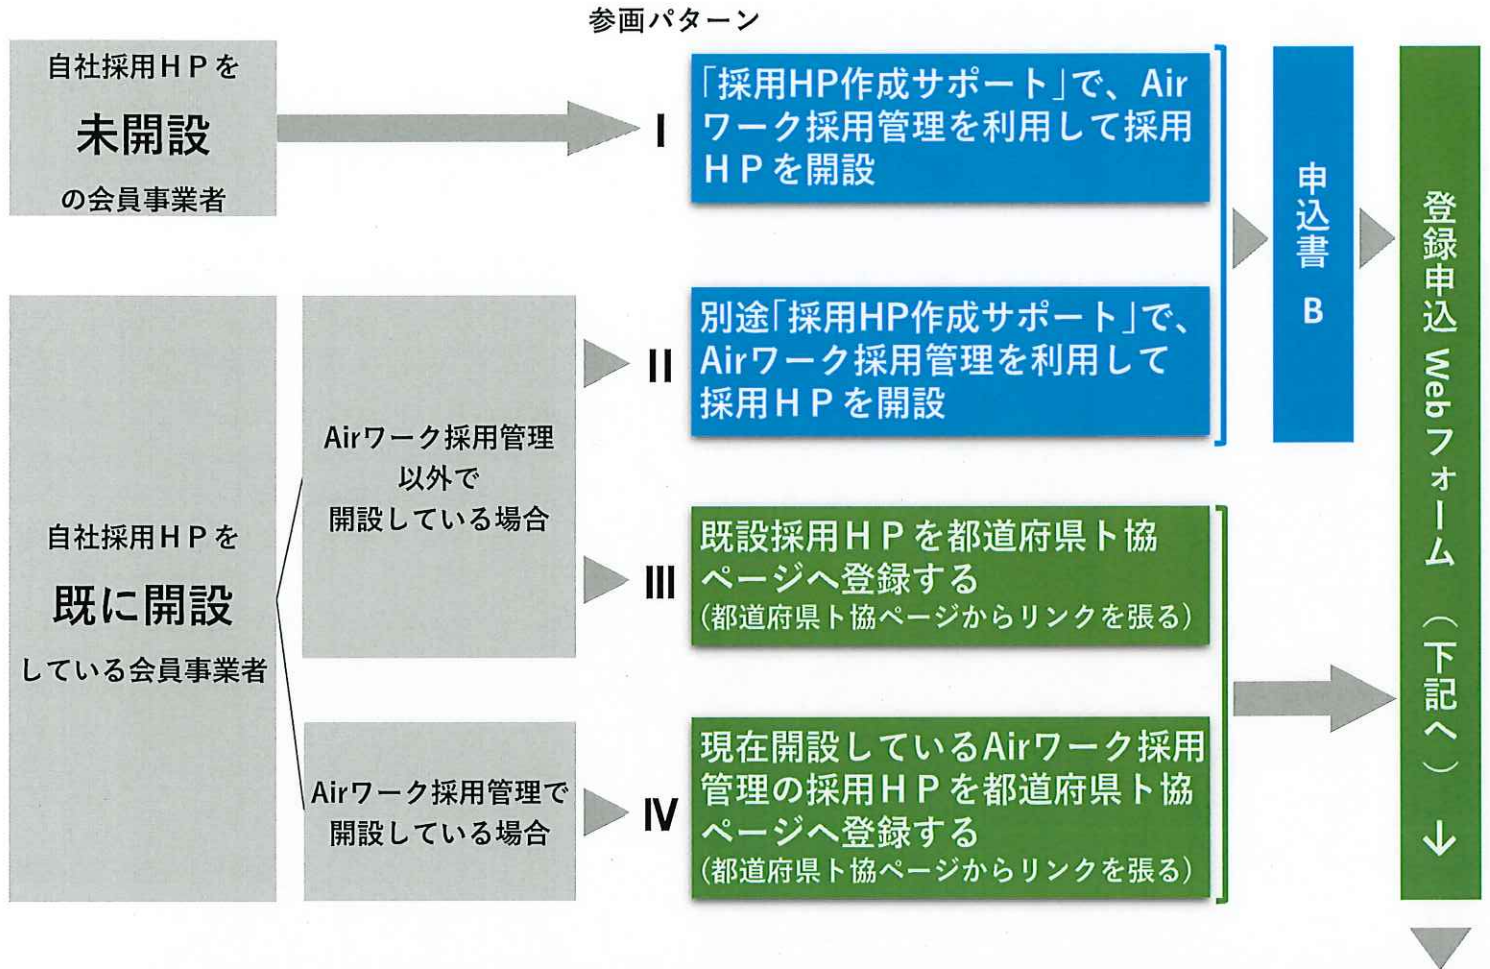 参画パターン
自社採用ＨＰを
未開設
の会員事業者
Ⅰ
「採用HP作成サポート」で、Air
ワーク採用管理を利用して採用
ＨＰを開設
自社採用ＨＰを
既に開設
している会員事業者
Airワーク採用管理
以外で
開設している場合
Ⅱ
別途「採用HP作成サポート」で、
Airワーク採用管理を利用して
採用ＨＰを開設
Ⅲ
既設採用ＨＰを都道府県ト協
ページへ登録する
(都道府県ト協ページからリンクを張る)
Airワーク採用管理で
開設している場合
Ⅳ
現在開設しているAirワーク採用
管理の採用ＨＰを都道府県ト協
ページへ登録する
(都道府県ト協ページからリンクを張る)
申込書 B
登録申込 Webフォーム （下記へ） ↓